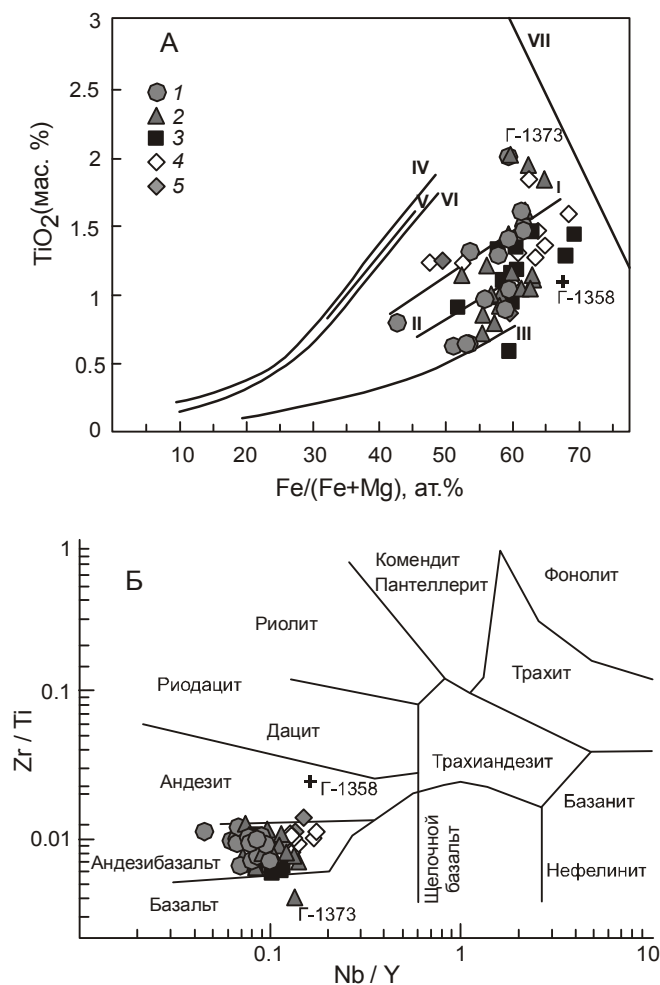 А
1
2
3
4
5
3
2.5
2
1.5
1
0.5
0
TiO2(мас. %)
VII
Г-1373
IV
V
VI
I
II
III
Г-1358
10
20
30
40
50
60
70
Fe/(Fe+Mg), ат.%
Б
1
0.1
0.01
Zr / Ti
Комендит
Пантеллерит
Фонолит
Риолит
Трахит
Риодацит
Дацит
Трахиандезит
Андезит
Г-1358
Базанит
Андезибазальт
Щелочной
базальт
Нефелинит
Базальт
Г-1373
0.1
1
10
Nb / Y